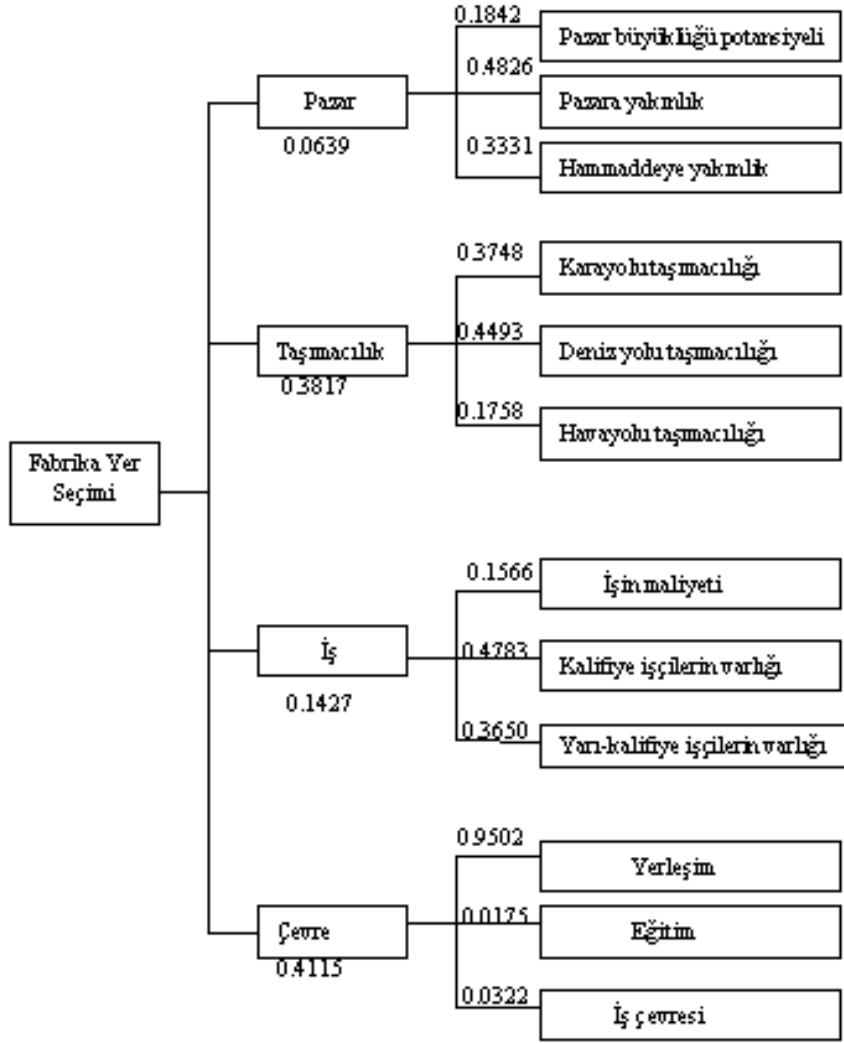 0.1842
Pazar büyüklüğü potansiyeli
0.4826
Pazar
Pazara yakınlık
0.0639
0.3331
Hammaddeye yakınlık
0.3748
Karayolu taşımacılığı
0.4493
Taşımacılık
Deniz yolu taşımacılığı
0.3817
0.1758
Havayolu taşımacılığı
Fabrika Yer
Seçimi
0.1566
İşin maliyeti
0.4783
İş
Kalifiye işçilerin varlığı
0.1427
0.3650
Yarı-kalifiye işçilerin varlığı
0.9502
Yerleşim
0.0175
Çevre
Eğitim
0.4115
0.0322
İş çevresi